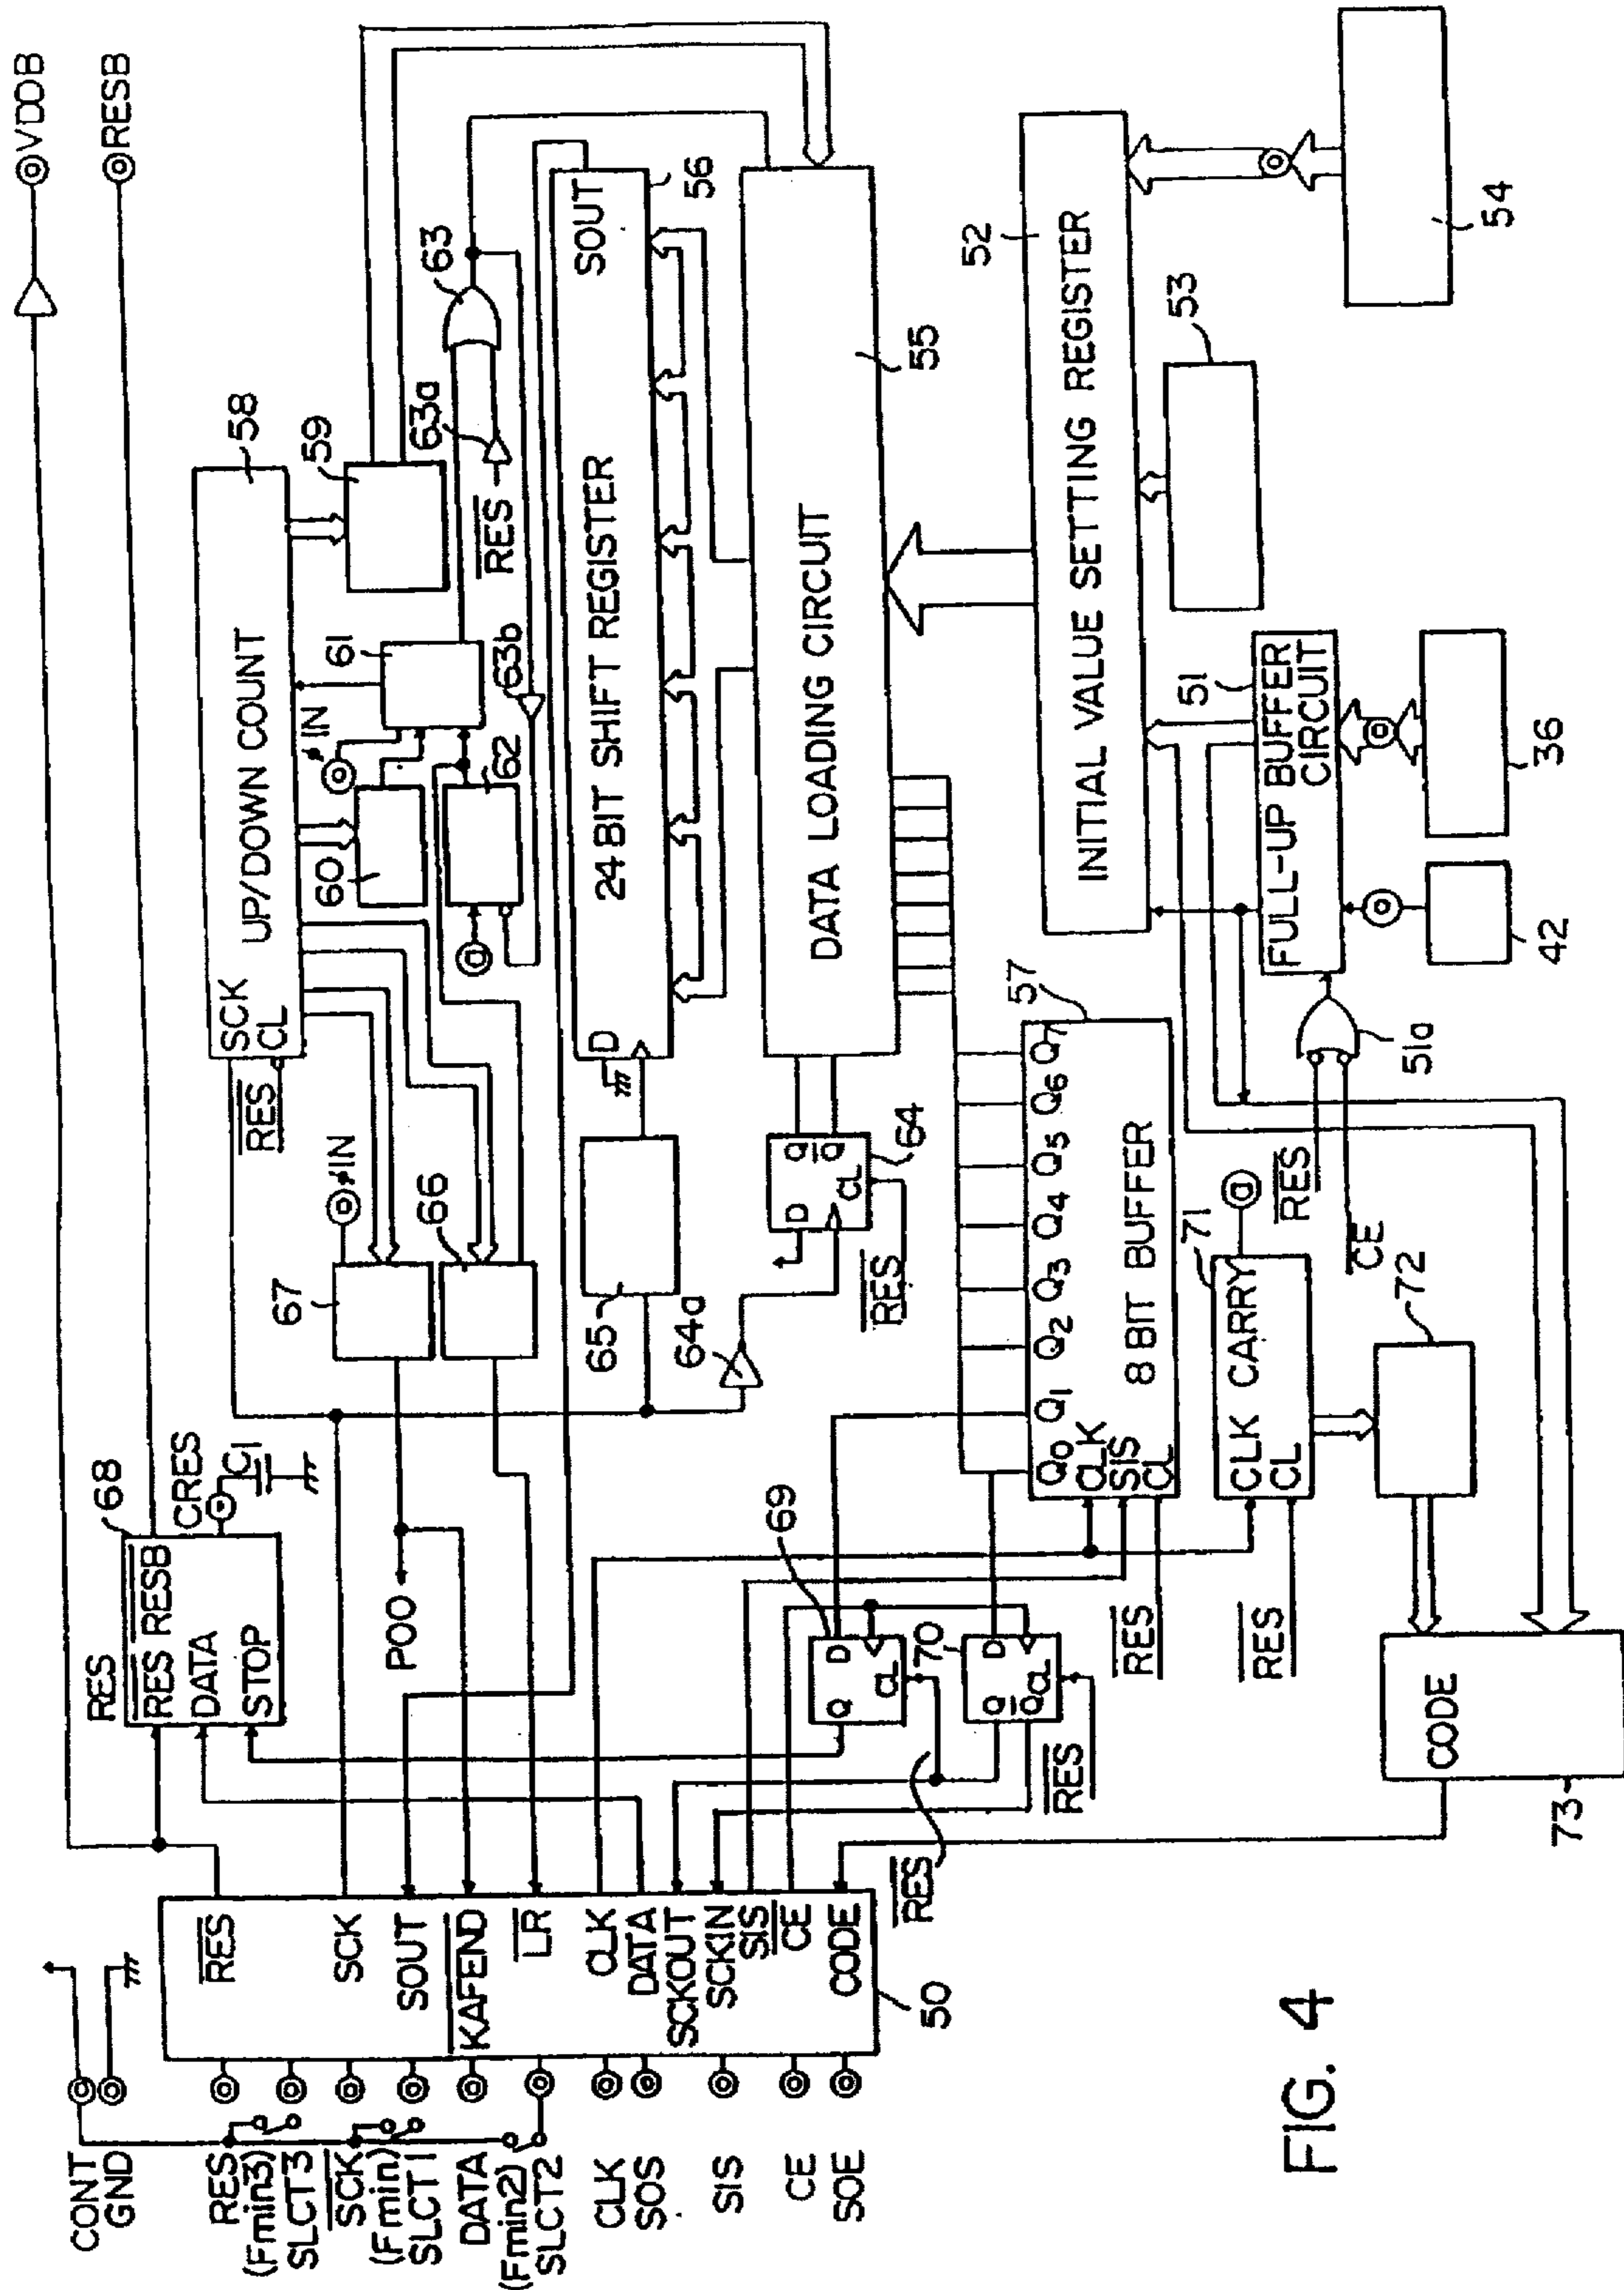 VDDB
RESB
58
UP/DOWN COUNT
SCK
CL
RES
59
63
63a
RES
61
IN
60
62
63b
a
SOUT
56
24BIT SHIFT REGISTER
D
55
DATA LOADING CIRCUIT
52
INITIAL VALUE SETTING REGISTER
54
53
51
FULL-UP BUFFER CIRCUIT
36
42
51a
RES
CE
57
Q0 Q1 Q2 Q3 Q4 Q5 Q6 Q7
8 BIT BUFFER
CLK
SIS
CL
RES
64
D
Q
Q
CL
RES
64a
65
66
67
IN
68
RES
RES RESB
DATA
STOP
CRES
C1
POO
69
Q D
CL
70
Q D
Q CL
RES
RES
71
CARRY
CLK
CL
a
RES
72
CODE
73
50
RES
SCK
SOUT
KAFEND
LR
CLK
DATA
SCKOUT
SCKIN
SIS
CE
CODE
CONT
GND
RES
(Fmin3)
SLCT3
SCK
(Fmin)
SLCT1
DATA
(Fmin2)
SLCT2
CLK
SOS
SIS
CE
SOE
FIG. 4